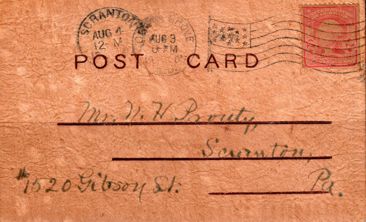 SCRANTON
AUG 4
12 M
AUG 3
POST CARD
Mr. W. H. Prouty,
Scranton,
1520 Gibson St. Pa.